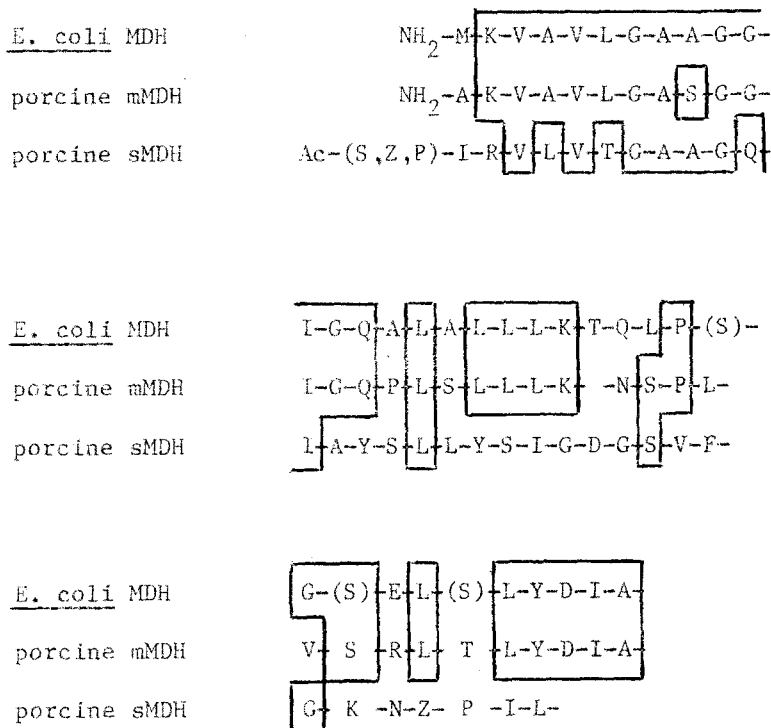 E. coli MDH NH2-M-K-V-A-V-L-G-A-A-G-G-
porcine mMDH NH2-A-K-V-A-V-L-G-A-S-G-G-
porcine sMDH Ac-(S,Z,P)-I-R-V-L-V-T-G-A-A-G-Q-
E. coli MDH I-G-Q-A-L-A-L-L-L-K-T-Q-L-P-(S)-
porcine mMDH I-G-Q-P-L-S-L-L-L-K -N-S-P-L-
porcine sMDH I-A-Y-S-L-L-Y-S-I-G-D-G-S-V-F-
E. coli MDH G-(S)-E-L-(S)-L-Y-D-I-A-
porcine mMDH V-S-R-L-T-L-Y-D-I-A-
porcine sMDH G-K-N-Z-P-I-L-